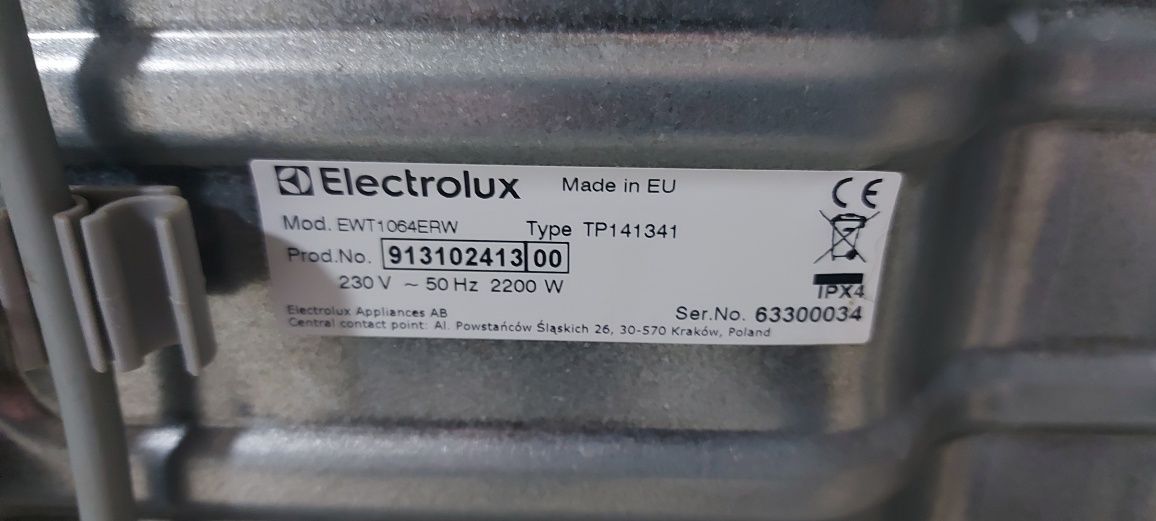 Electrolux Made in EU CE
Mod. EWT1064ERW Type TP141341
Prod.No. 913102413 00
230 V ~ 50 Hz 2200 W
IPX4
Electrolux Appliances AB Ser.No. 63300034
Central contact point: Al. Powstańców Śląskich 26, 30-570 Kraków, Poland